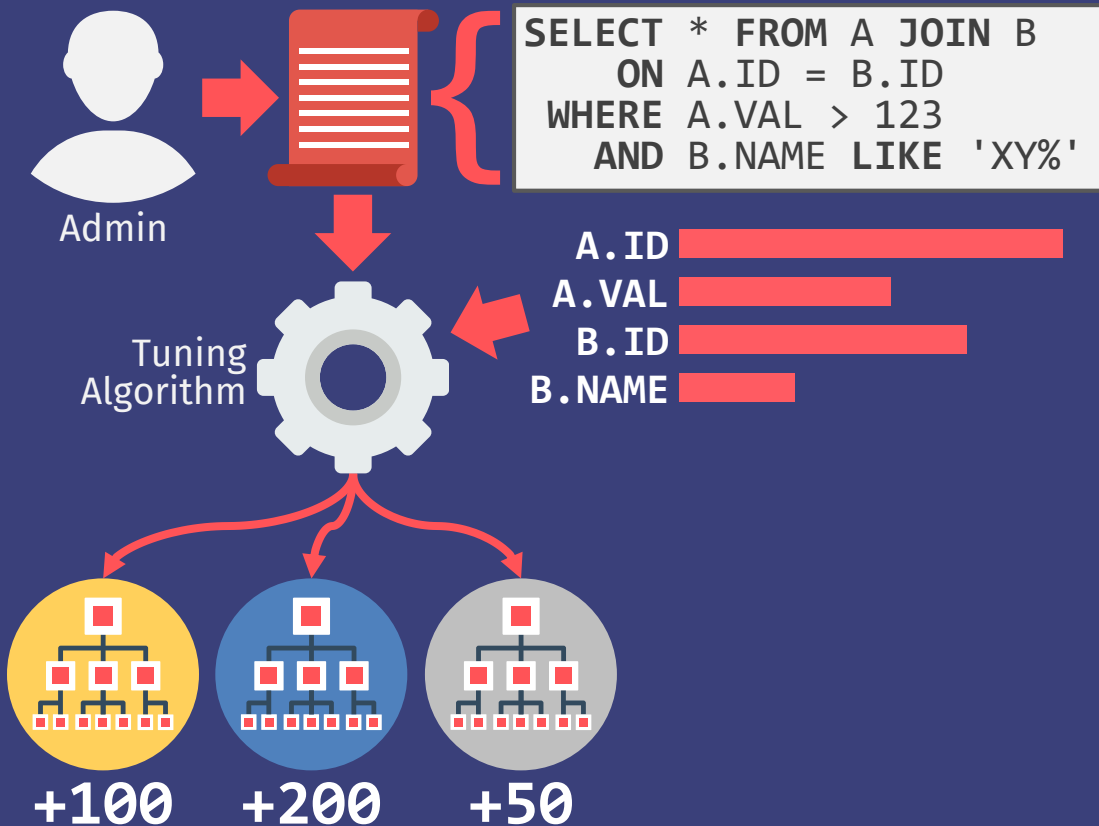 SELECT * FROM A JOIN B
ON A.ID = B.ID
WHERE A.VAL > 123
AND B.NAME LIKE 'XY%'
Admin
A.ID
A.VAL
B.ID
B.NAME
Tuning
Algorithm
+100
+200
+50